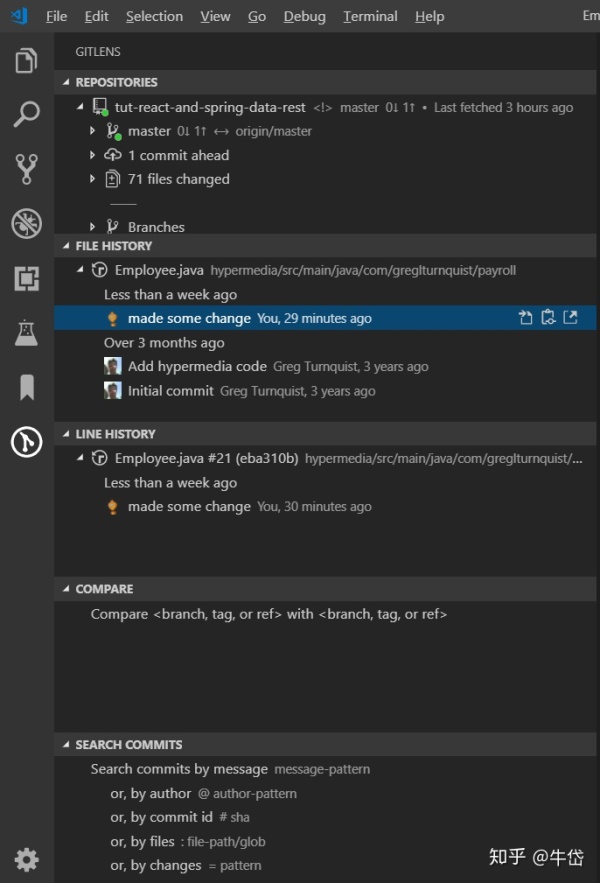 File Edit Selection View Go Debug Terminal Help Em
GITLENS
REPOSITORIES
tut-react-and-spring-data-rest <!> master 0↓ 1↑ • Last fetched 3 hours ago
master 0↓ 1↑ ↔ origin/master
1 commit ahead
71 files changed
Branches
FILE HISTORY
Employee.java hypermedia/src/main/java/com/greglturnquist/payroll
Less than a week ago
made some change You, 29 minutes ago
Over 3 months ago
Add hypermedia code Greg Turnquist, 3 years ago
Initial commit Greg Turnquist, 3 years ago
LINE HISTORY
Employee.java #21 (eba310b) hypermedia/src/main/java/com/greglturnquist/...
Less than a week ago
made some change You, 30 minutes ago
COMPARE
Compare <branch, tag, or ref> with <branch, tag, or ref>
SEARCH COMMITS
Search commits by message message-pattern
or, by author @ author-pattern
or, by commit id # sha
or, by files : file-path/glob
or, by changes = pattern
知乎 @牛岱